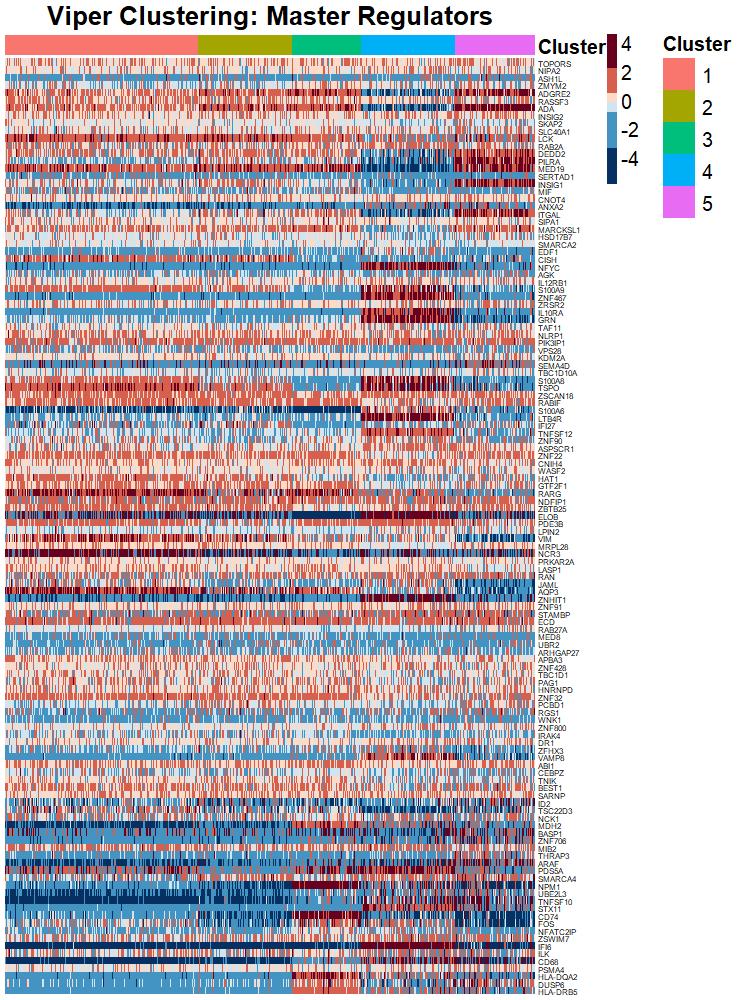 Viper Clustering: Master Regulators
Cluster
4
2
0
-2
-4
Cluster
1
2
3
4
5
TOPORS
NIPA2
ASH1L
ZMYM2
ADGRE2
RASSF3
ADA
INSIG2
SKAP2
SLC40A1
LCK
RAB2A
DEDD2
PILRA
MED19
SERTAD1
INSIG1
MIF
CNOT4
ANXA2
ITGAL
SIPA1
MARCKSL1
HSD17B7
SMARCA2
EDF1
CISH
NFYC
AGK
IL12RB1
S100A9
ZNF467
ZRSR2
IL10RA
GRN
TAF11
NLRP1
PIK3IP1
VPS28
KDM2A
SEMA4D
TBC1D10A
S100A8
TSPO
ZSCAN16
RABIF
S100A6
LTB4R
IFI27
TNFSF12
ZNF90
ASPSCR1
ZNF22
CNIH4
WASF2
HAT1
GTF2F1
RARG
NDFIP1
ZBTB25
ELOB
PDE3B
LPIN2
VIM
MRPL28
NCR3
PRKAR2A
LASP1
RAN
JAML
AQP3
ZNHIT1
ZNF91
STAMBP
ECD
RAB27A
MED8
UBR2
ARHGAP27
APBA3
ZNF428
TBC1D1
PAG1
HNRNPD
ZNF32
PCBD1
RGS1
WNK1
ZNF800
IRAK4
DR1
ZFHX3
VAMP8
ABI1
CEBPZ
TNIK
BEST1
SARNP
ID2
TSC22D3
NCK1
MDH2
BASP1
ZNF706
MIB2
THRAP3
ARAF
PDS5A
SMARCA4
NPM1
UBE2L3
TNFSF10
STX11
CD74
FOS
NFATC2IP
ZSWIM7
IFI6
ILK
CD68
PSMA4
HLA-DQA2
DUSP6
HLA-DRB5